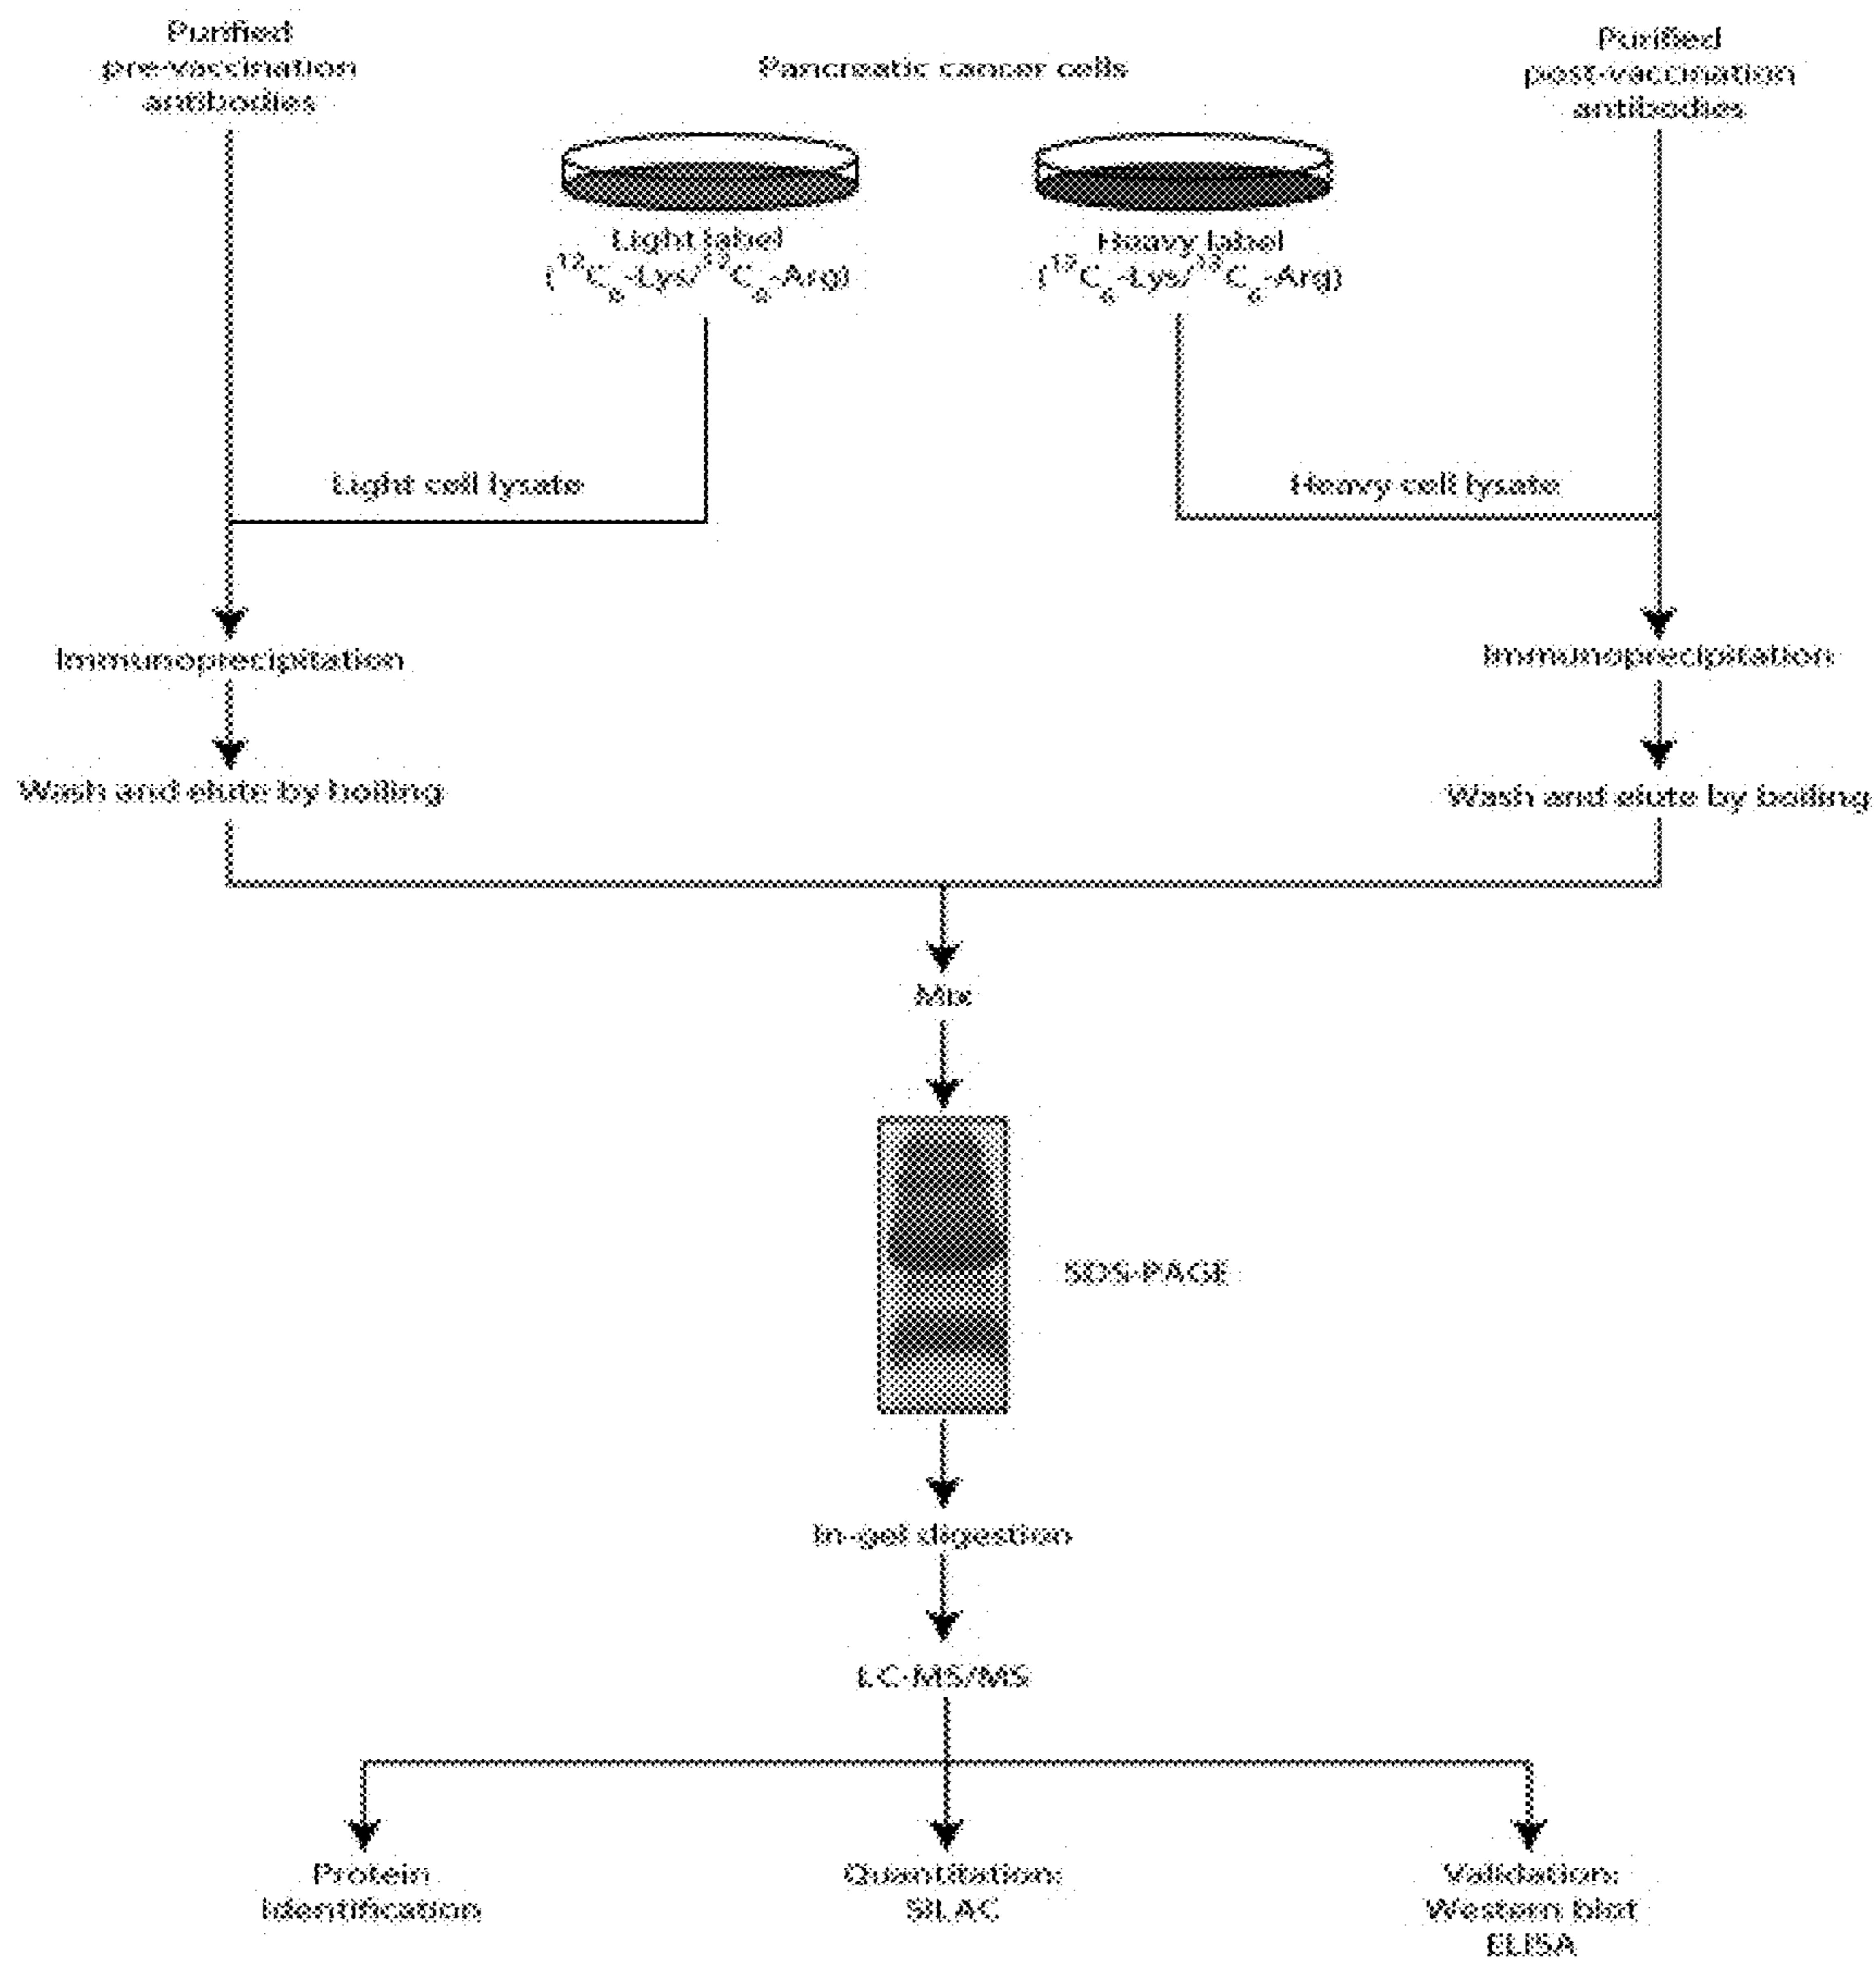 Purified
pre-vaccination
antibodies
Pancreatic cancer cells
Purified
post-vaccination
antibodies
Light label
(¹²C₆-Lys/¹²C₆-Arg)
Heavy label
(¹³C₆-Lys/¹³C₆-Arg)
Light cell lysate
Heavy cell lysate
Immunoprecipitation
Immunoprecipitation
Wash and elute by boiling
Wash and elute by boiling
Mix
SDS-PAGE
In-gel digestion
LC-MS/MS
Protein
Identification
Quantitation:
SILAC
Validation:
Western blot
ELISA